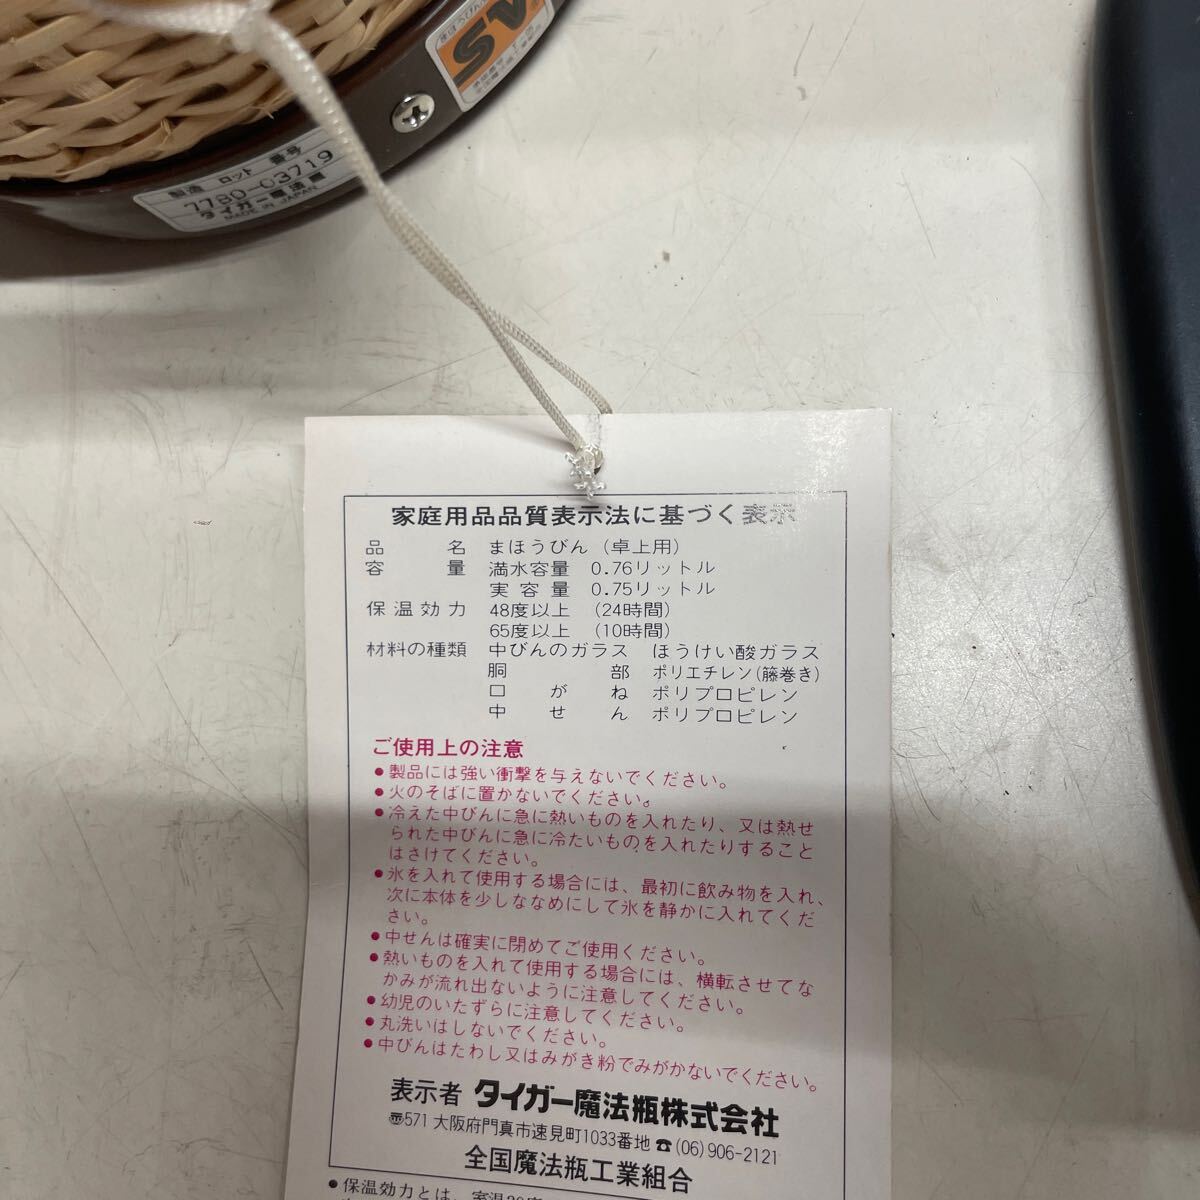 SV
製造 ロット 番号
7780-03719
タイガー魔法瓶
MADE IN JAPAN
家庭用品品質表示法に基づく表示
品名 まほうびん (卓上用)
容量 満水容量 0.76リットル
実容量 0.75リットル
保温効力 48度以上 (24時間)
65度以上 (10時間)
材料の種類 中びんのガラス ほうけい酸ガラス
胴部 ポリエチレン(籐巻き)
口がね ポリプロピレン
中せん ポリプロピレン
ご使用上の注意
●製品には強い衝撃を与えないでください。
●火のそばに置かないでください。
●冷えた中びんに急に熱いものを入れたり、又は熱せ
られた中びんに急に冷たいものを入れたりすること
はさけてください。
●氷を入れて使用する場合には、最初に飲み物を入れ、
次に本体を少しななめにして氷を静かに入れてくだ
さい。
●中せんは確実に閉めてご使用ください。
●熱いものを入れて使用する場合には、横転させてな
かみが流れ出ないように注意してください。
●幼児のいたずらに注意してください。
●丸洗いはしないでください。
●中びんはたわし又はみがき粉でみがかないでください。
表示者 タイガー魔法瓶株式会社
〠571 大阪府門真市速見町1033番地 ☎(06)906-2121
全国魔法瓶工業組合
●保温効力とは、室温20度